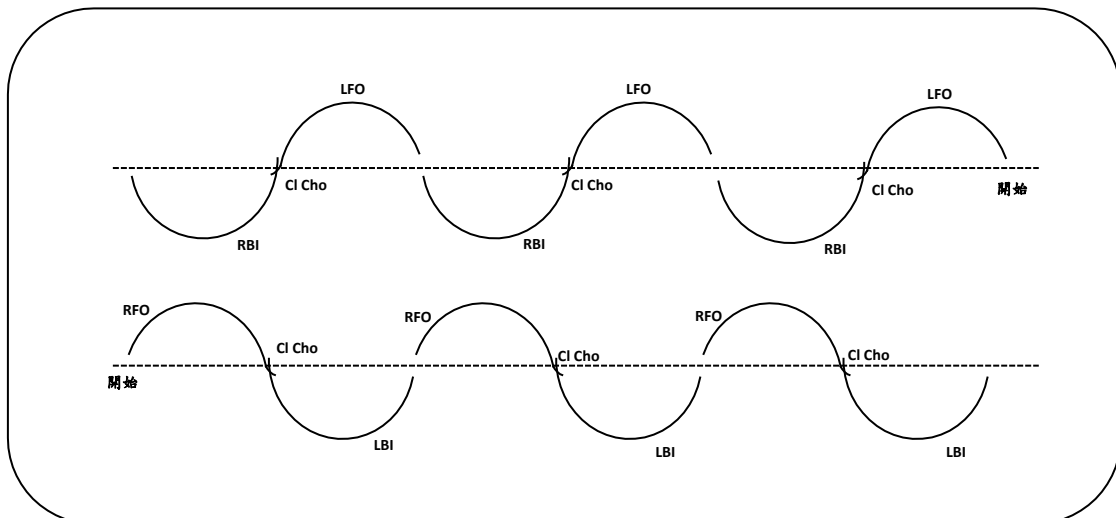 LFO LFO LFO
Cl Cho Cl Cho Cl Cho 開始
RBI RBI RBI
RFO RFO RFO
Cl Cho Cl Cho Cl Cho
開始
LBI LBI LBI